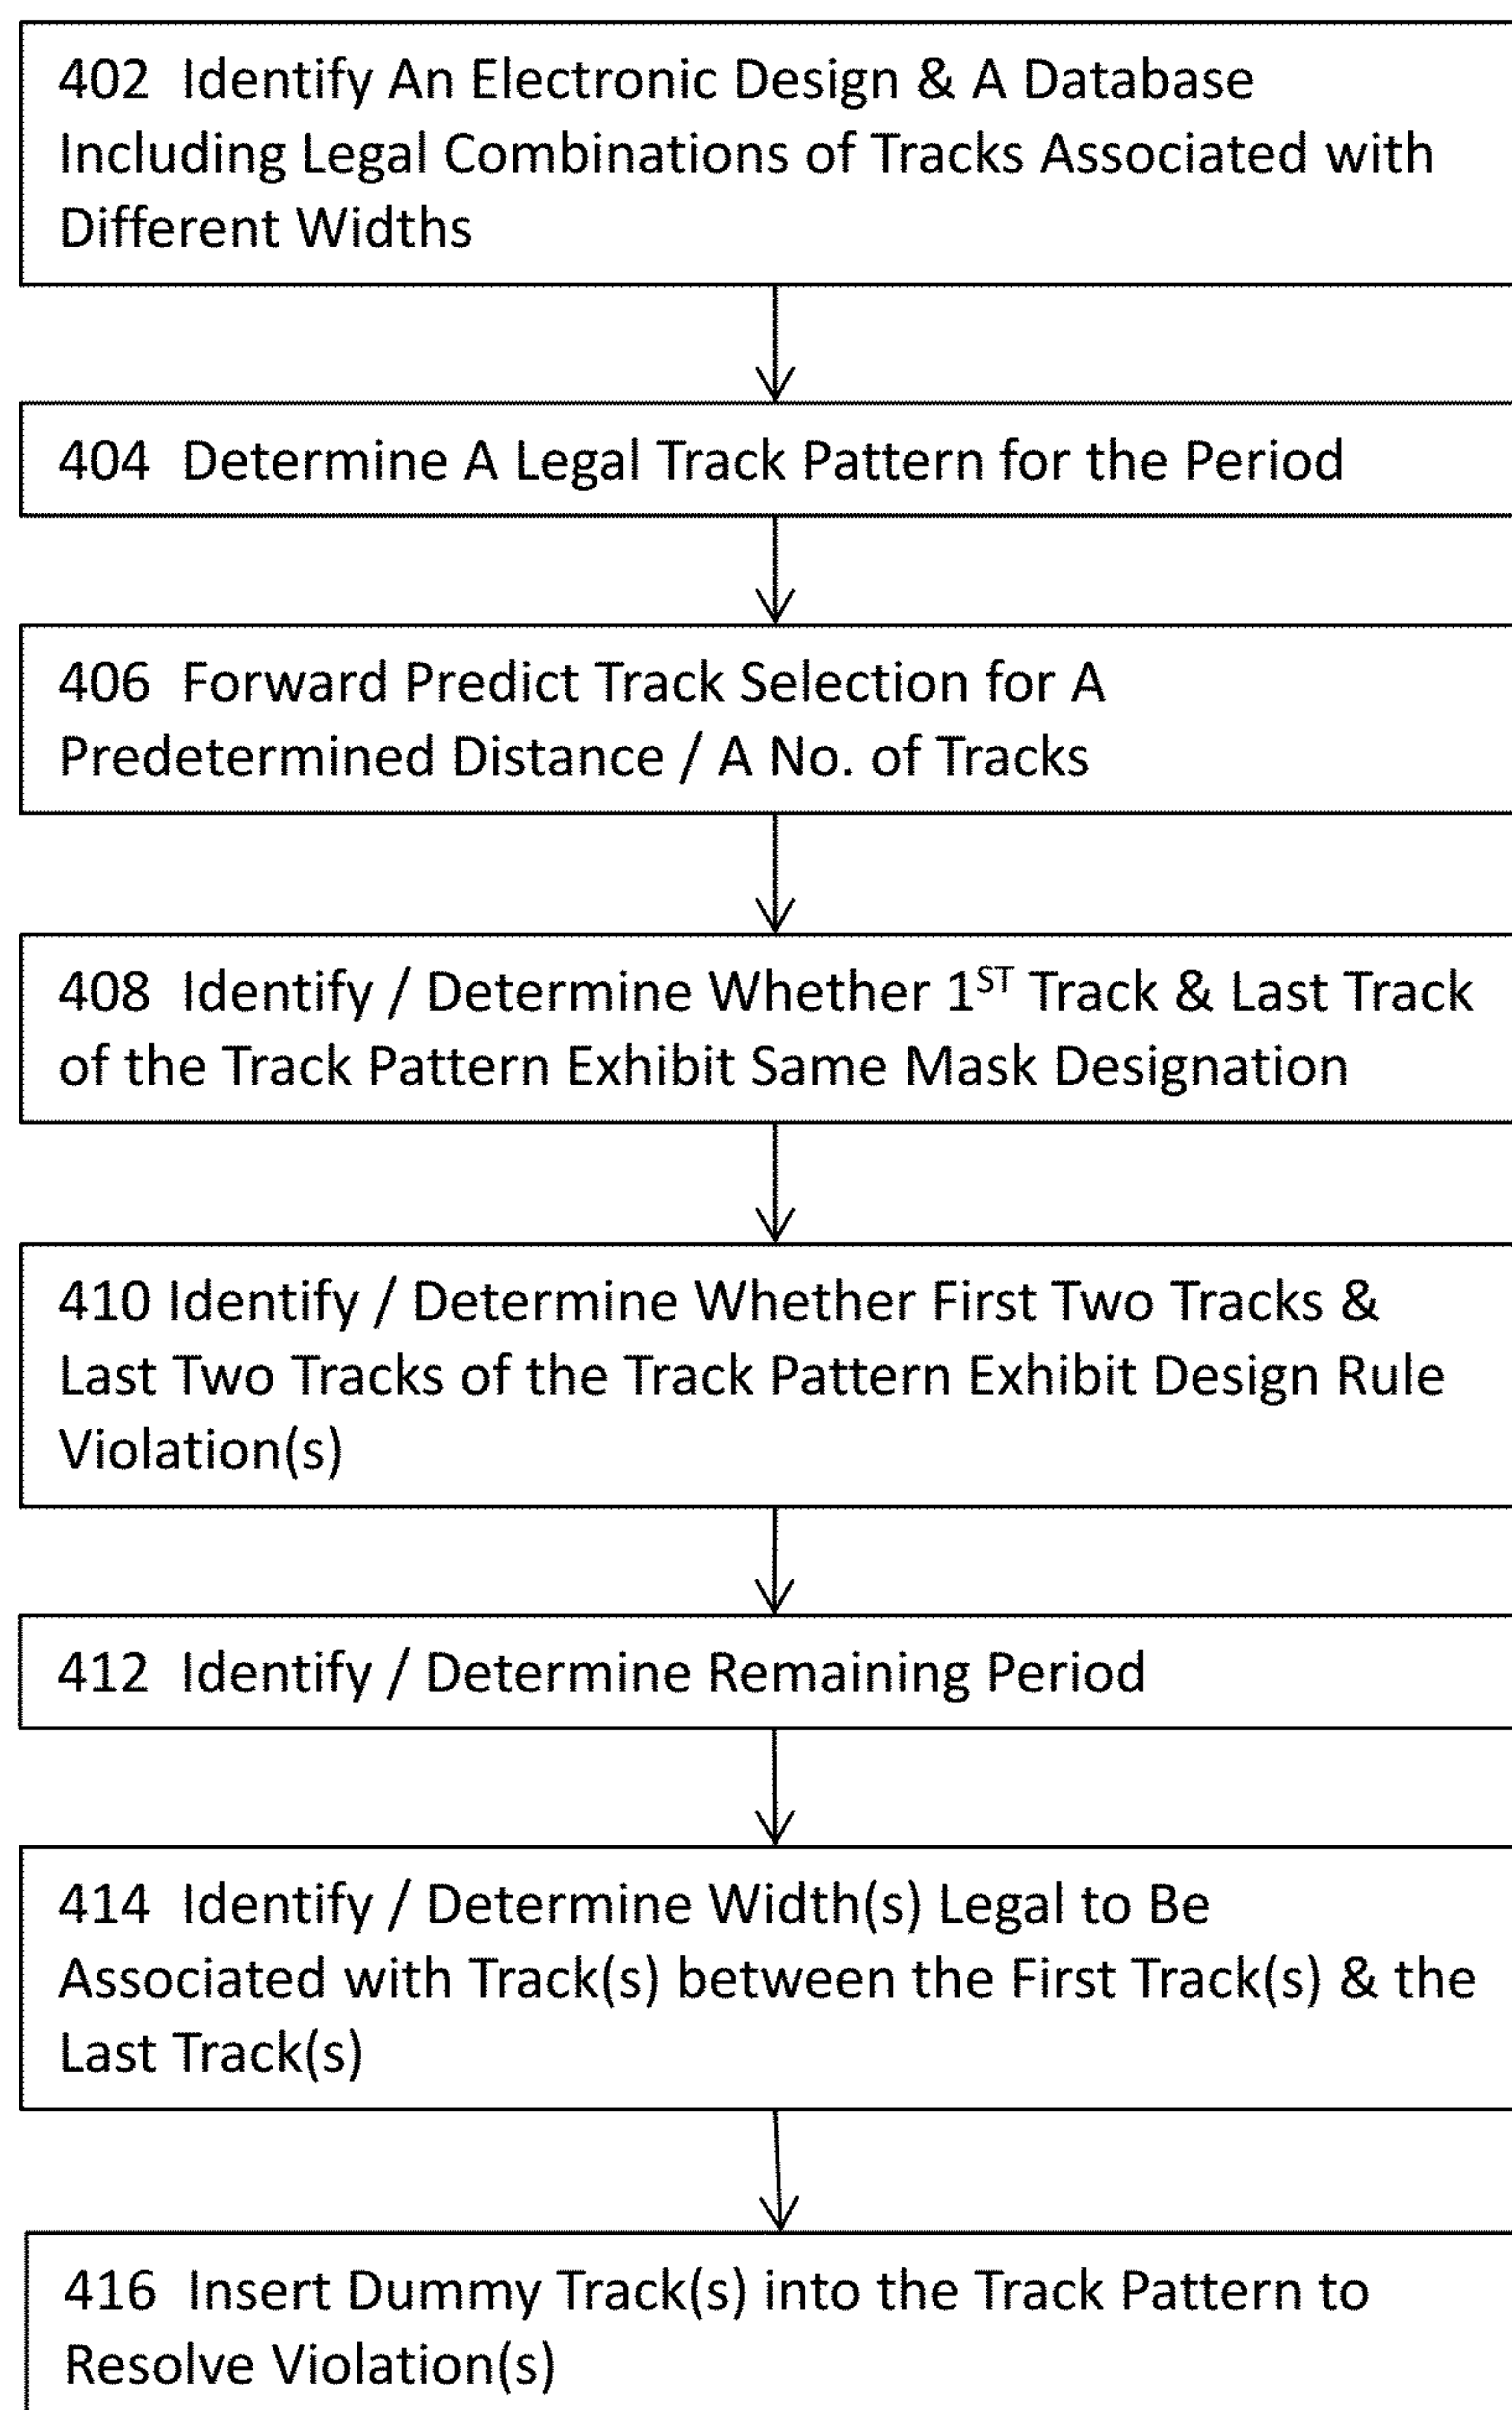 402 Identify An Electronic Design & A Database
Including Legal Combinations of Tracks Associated with
Different Widths
404 Determine A Legal Track Pattern for the Period
406 Forward Predict Track Selection for A
Predetermined Distance / A No. of Tracks
408 Identify / Determine Whether 1ST Track & Last Track
of the Track Pattern Exhibit Same Mask Designation
410 Identify / Determine Whether First Two Tracks &
Last Two Tracks of the Track Pattern Exhibit Design Rule
Violation(s)
412 Identify / Determine Remaining Period
414 Identify / Determine Width(s) Legal to Be
Associated with Track(s) between the First Track(s) & the
Last Track(s)
416 Insert Dummy Track(s) into the Track Pattern to
Resolve Violation(s)